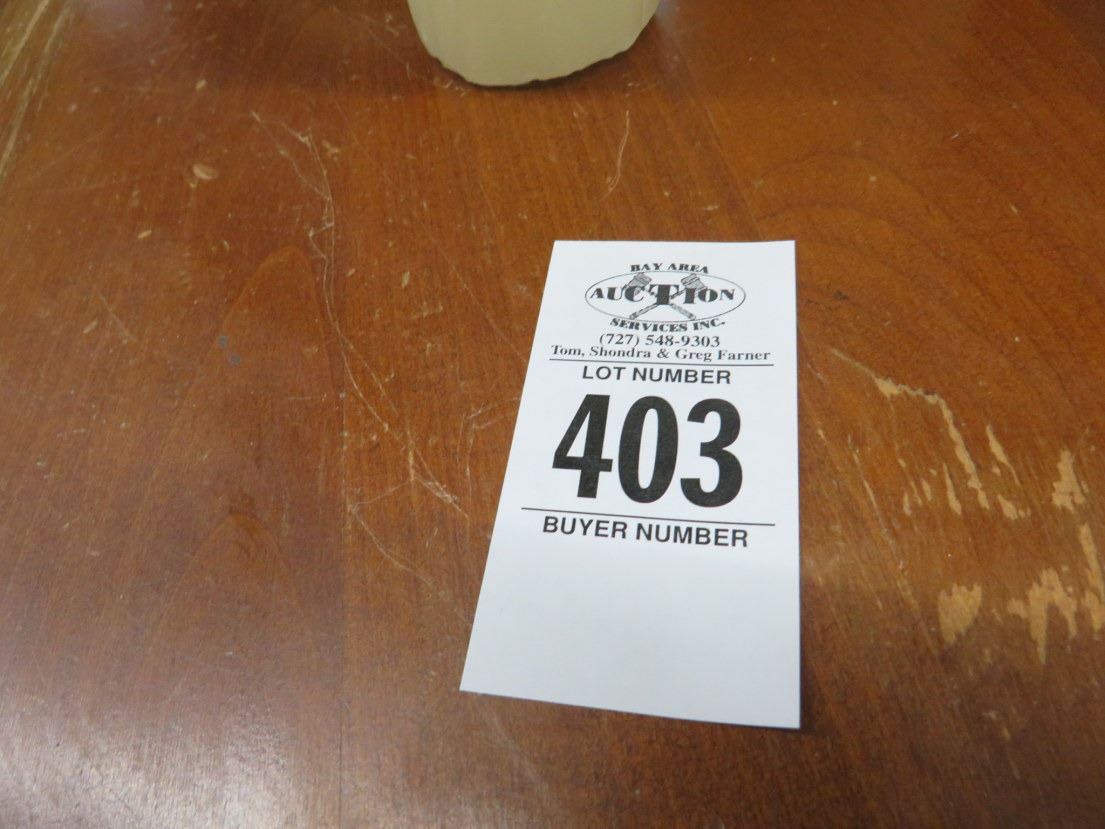 BAY AREA
AUCTION
SERVICES INC.
(727) 548-9303
Tom, Shondra & Greg Farner
LOT NUMBER
403
BUYER NUMBER